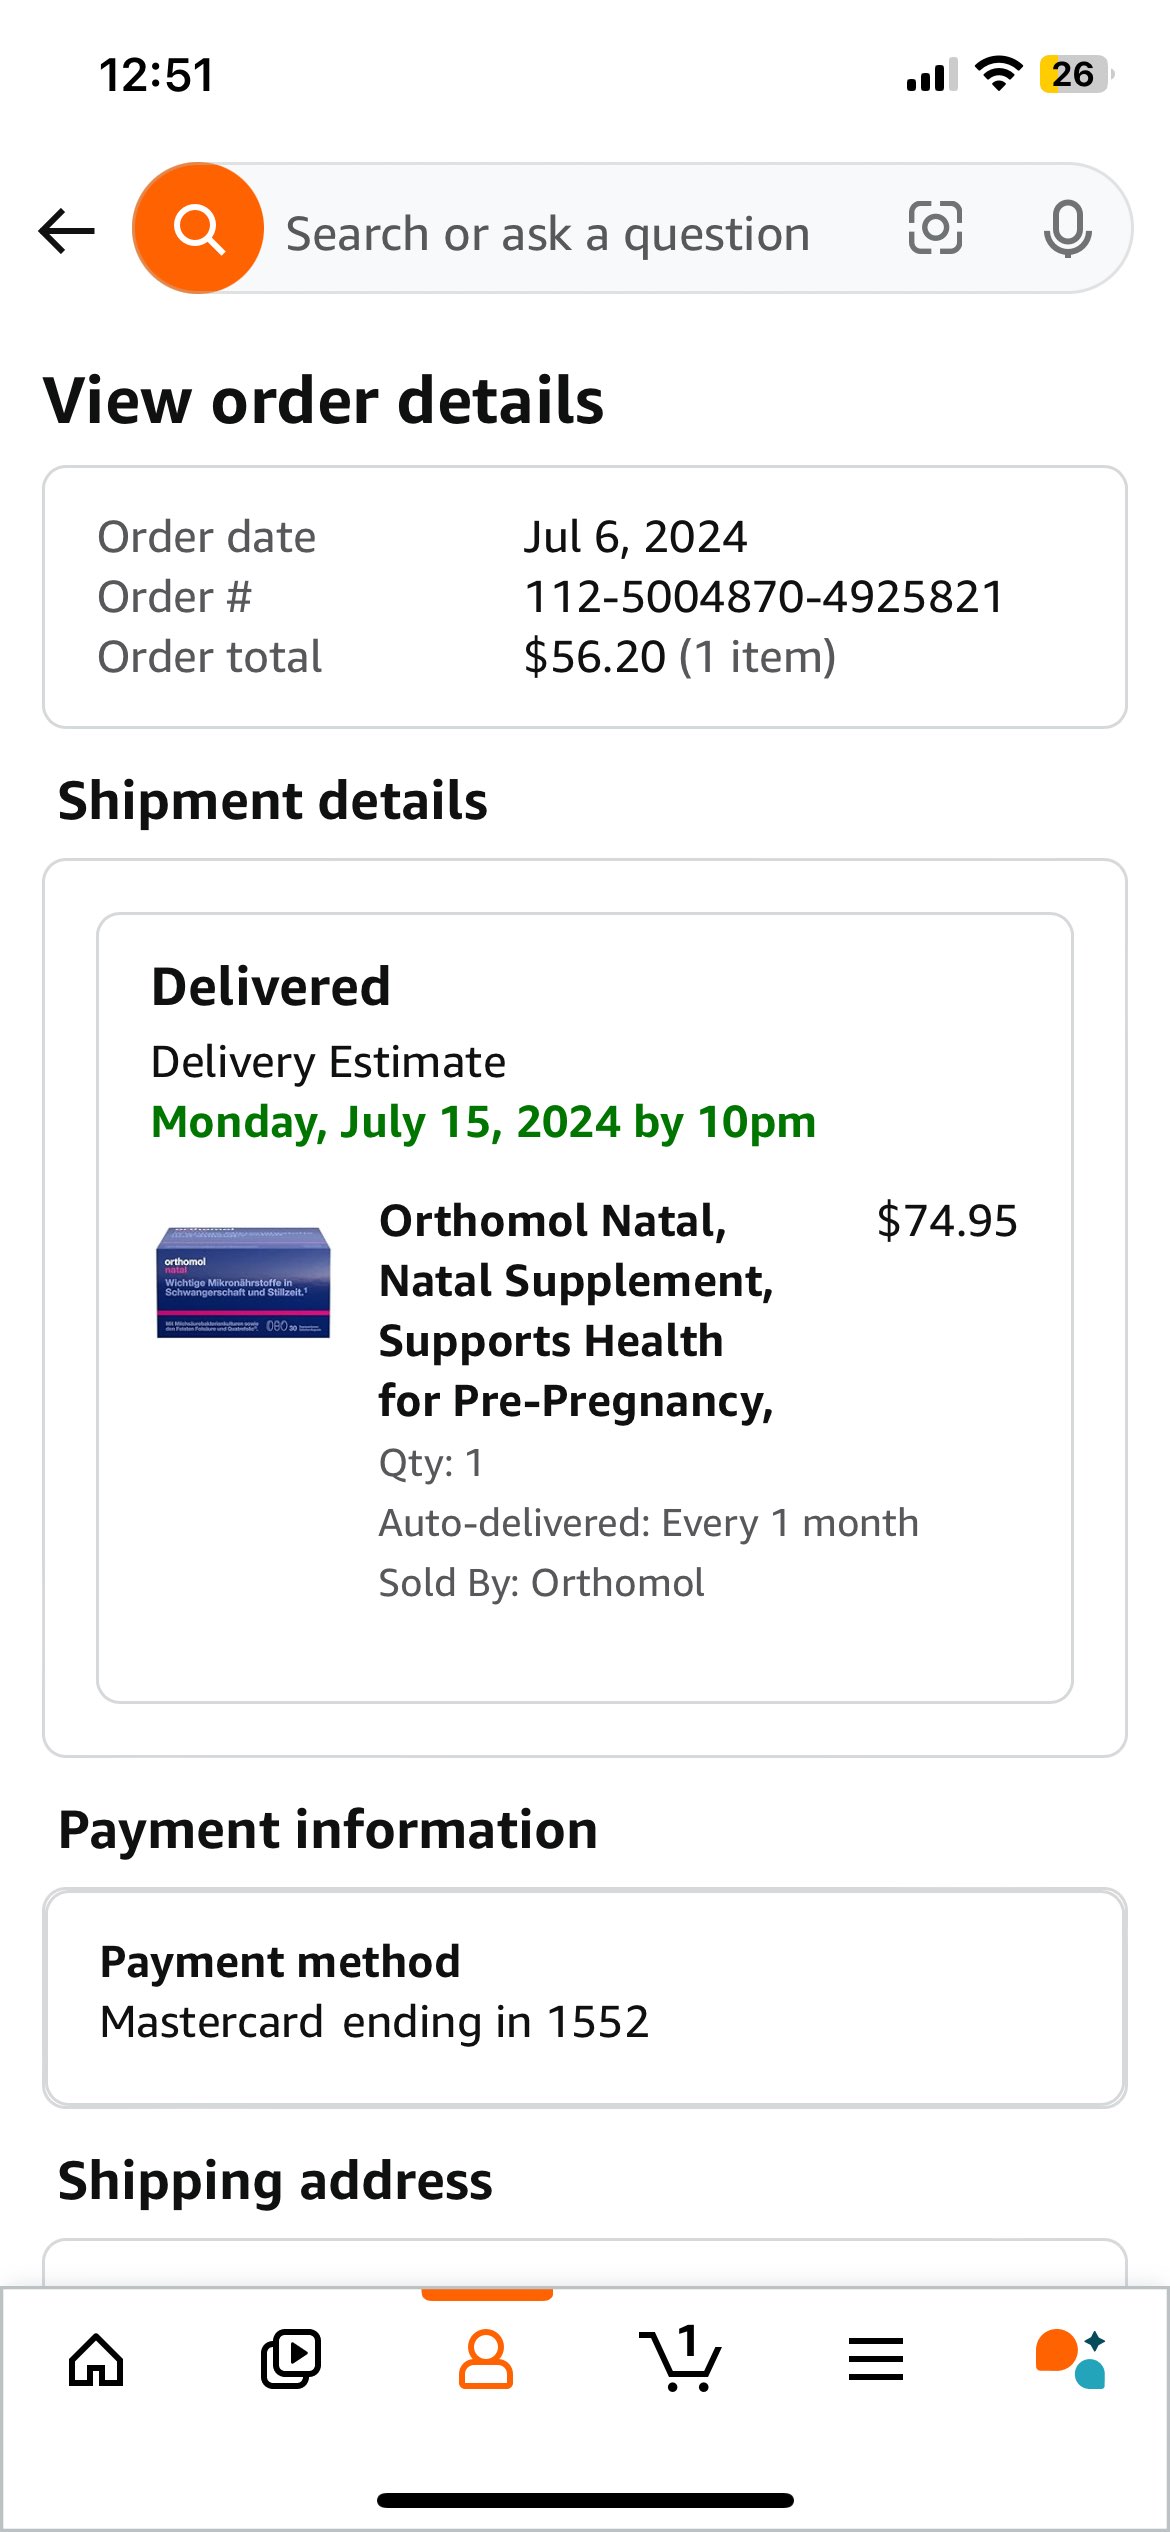 12:51
26
Search or ask a question
View order details
Order date Jul 6, 2024
Order # 112-5004870-4925821
Order total $56.20 (1 item)
Shipment details
Delivered
Delivery Estimate
Monday, July 15, 2024 by 10pm
orthomol
natal
Wichtige Mikronährstoffe in
Schwangerschaft und Stillzeit.¹
30
Orthomol Natal, $74.95
Natal Supplement,
Supports Health
for Pre-Pregnancy,
Qty: 1
Auto-delivered: Every 1 month
Sold By: Orthomol
Payment information
Payment method
Mastercard ending in 1552
Shipping address
1